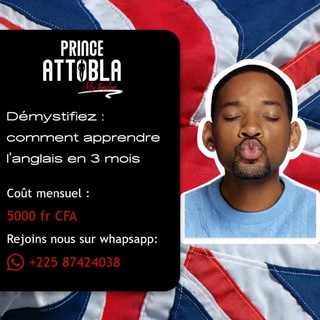 PRINCE
ATTOBLA
Démystifiez :
comment apprendre
l'anglais en 3 mois
Coût mensuel :
5000 fr CFA
Rejoins nous sur whapsapp:
+225 87424038